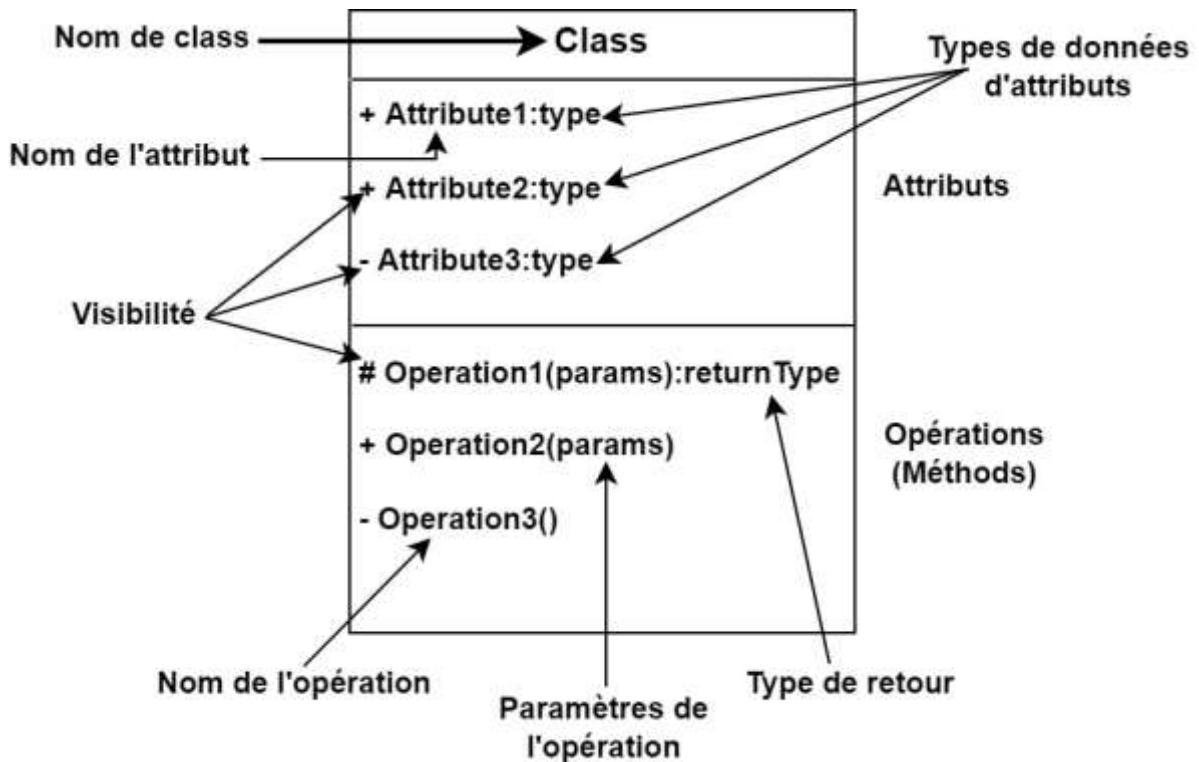 Nom de class
Class
Types de données
d'attributs
+ Attribute1:type
Nom de l'attribut
+ Attribute2:type
Attributs
- Attribute3:type
Visibilité
# Operation1(params):returnType
+ Operation2(params)
Opérations
(Méthods)
- Operation3()
Nom de l'opération
Type de retour
Paramètres de
l'opération